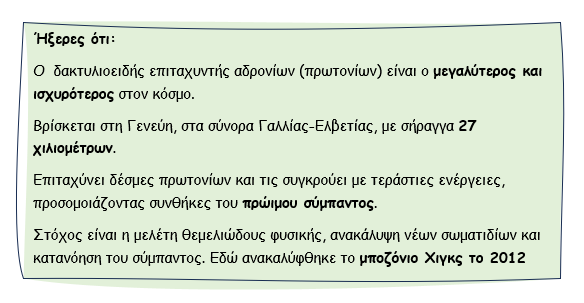 Ήξερες ότι:
Ο δακτυλιοειδής επιταχυντής αδρονίων (πρωτονίων) είναι ο μεγαλύτερος και
ισχυρότερος στον κόσμο.
Βρίσκεται στη Γενεύη, στα σύνορα Γαλλίας-Ελβετίας, με σήραγγα 27
χιλιομέτρων.
Επιταχύνει δέσμες πρωτονίων και τις συγκρούει με τεράστιες ενέργειες,
προσομοιάζοντας συνθήκες του πρώιμου σύμπαντος.
Στόχος είναι η μελέτη θεμελιώδους φυσικής, ανακάλυψη νέων σωματιδίων και
κατανόηση του σύμπαντος. Εδώ ανακαλύφθηκε το μποζόνιο Χιγκς το 2012